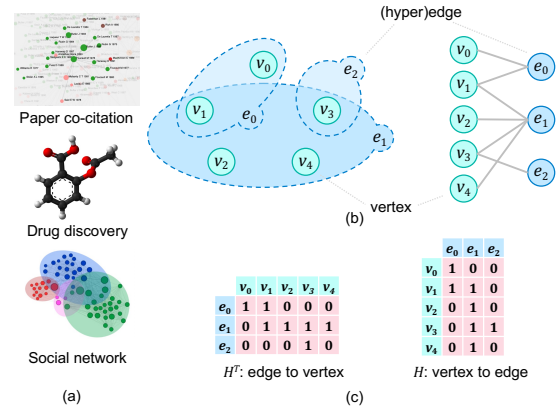 Paper co-citation
Drug discovery
Social network
(a)
(hyper)edge
v0
v1
v2
v3
v4
e0
e1
e2
vertex
v0
v1
v2
v3
v4
e0
e1
e2
(b)
v0 v1 v2 v3 v4
e0 1 1 0 0 0
e1 0 1 1 1 1
e2 0 0 0 1 0
H^T: edge to vertex
e0 e1 e2
v0 1 0 0
v1 1 1 0
v2 0 1 0
v3 0 1 1
v4 0 1 0
H: vertex to edge
(c)